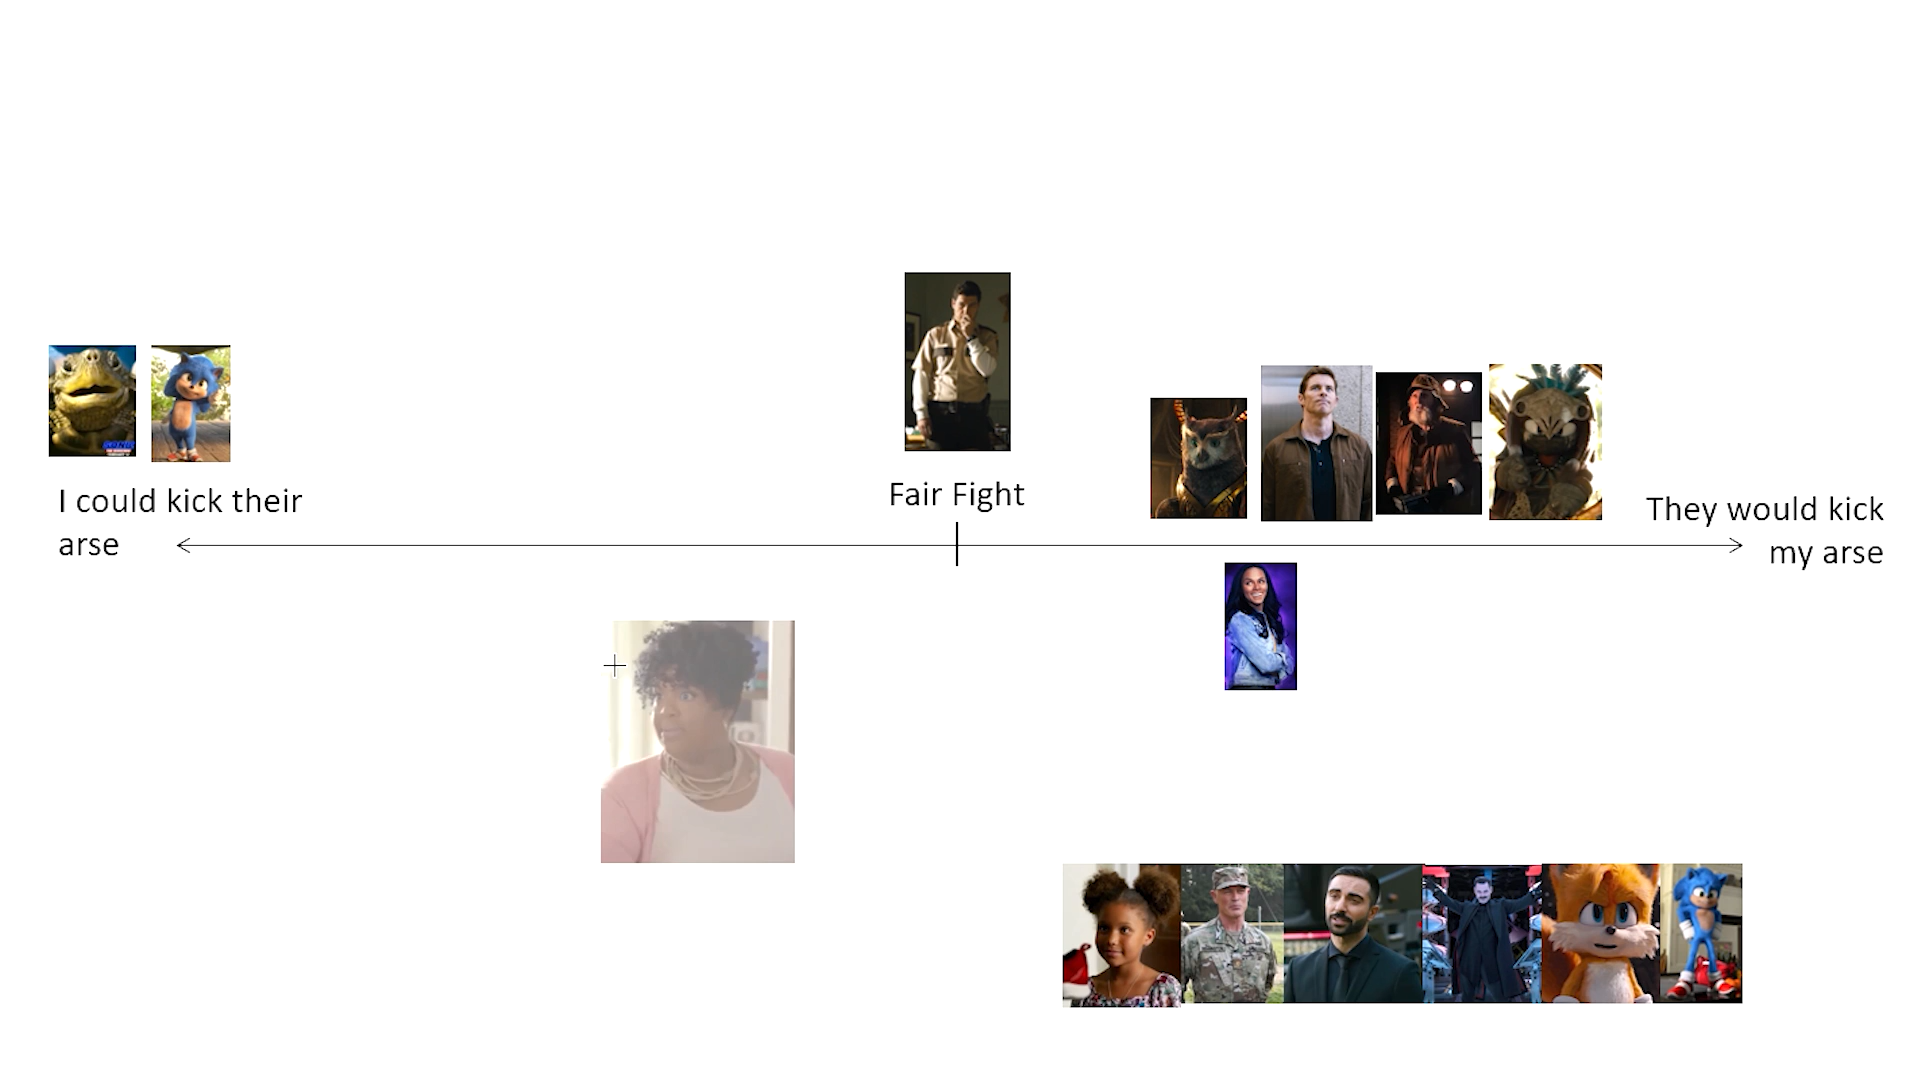 Fair Fight
I could kick their
arse
They would kick
my arse